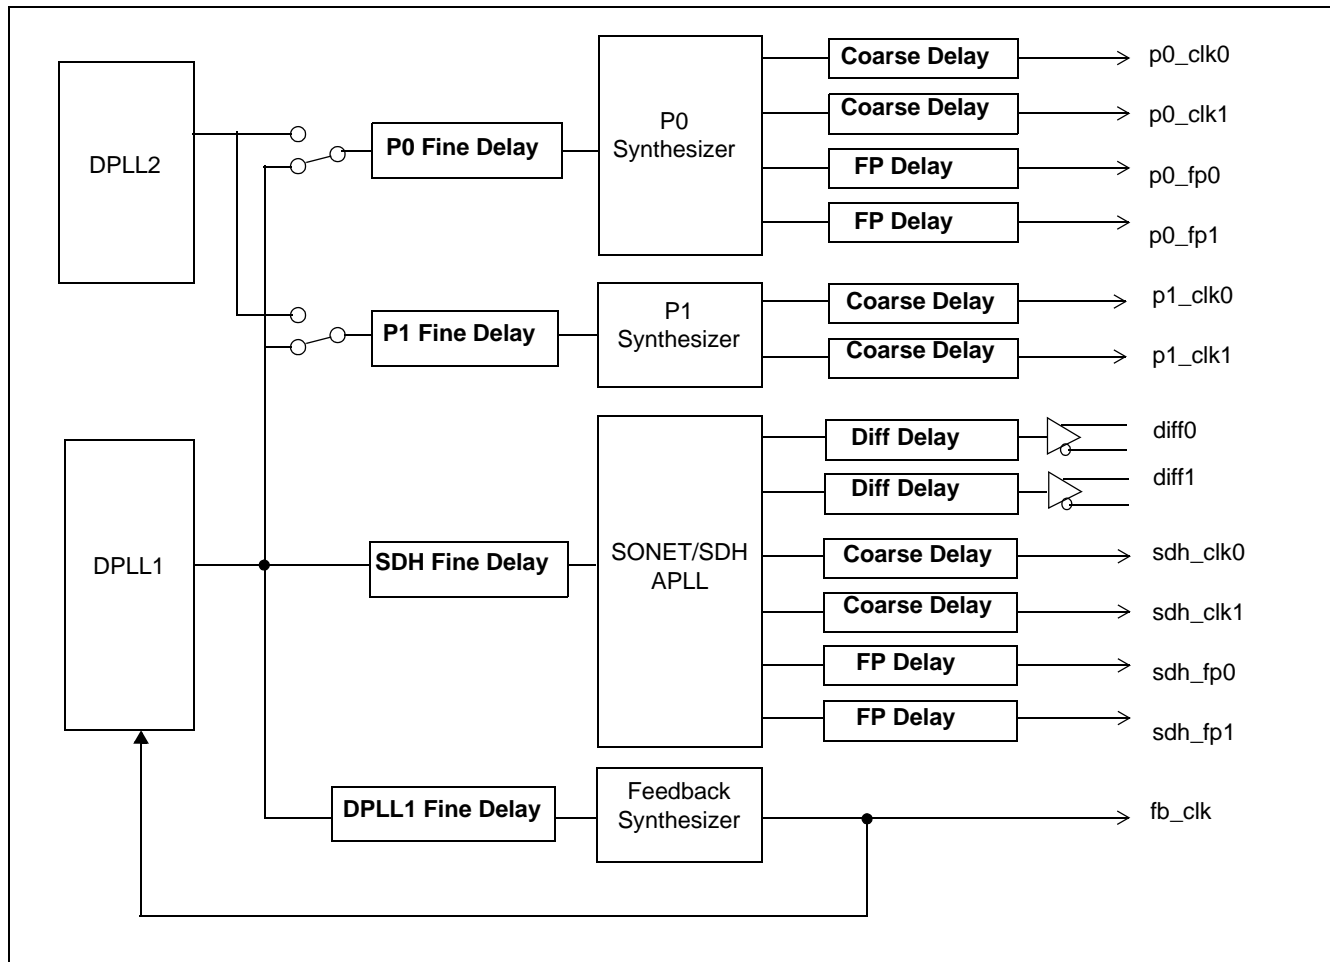 DPLL2
P0 Fine Delay
P0
Synthesizer
Coarse Delay
p0_clk0
Coarse Delay
p0_clk1
FP Delay
p0_fp0
FP Delay
p0_fp1
P1 Fine Delay
P1
Synthesizer
Coarse Delay
p1_clk0
Coarse Delay
p1_clk1
DPLL1
SDH Fine Delay
SONET/SDH
APLL
Diff Delay
diff0
Diff Delay
diff1
Coarse Delay
sdh_clk0
Coarse Delay
sdh_clk1
FP Delay
sdh_fp0
FP Delay
sdh_fp1
DPLL1 Fine Delay
Feedback
Synthesizer
fb_clk